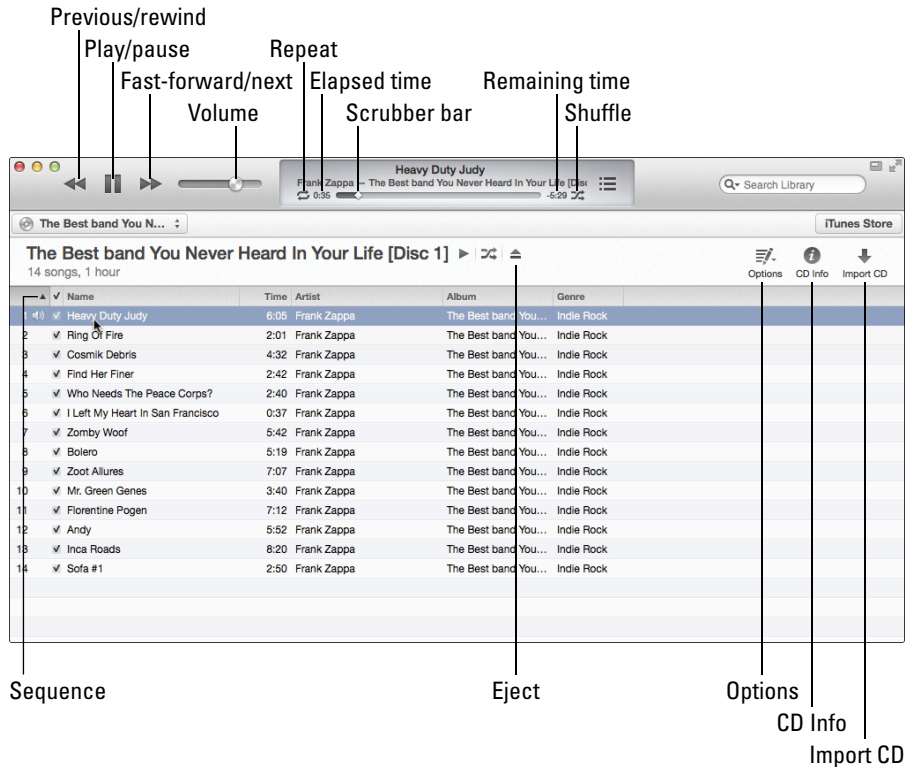 Previous/rewind
Play/pause
Repeat
Fast-forward/next
Elapsed time
Remaining time
Volume
Scrubber bar
Shuffle
Heavy Duty Judy
Frank Zappa — The Best band You Never Heard In Your Life [Disc
0:35
-5:29
Search Library
The Best band You N...
iTunes Store
The Best band You Never Heard In Your Life [Disc 1]
14 songs, 1 hour
Options CD Info Import CD
Name Time Artist Album Genre
1 Heavy Duty Judy 6:05 Frank Zappa The Best band You... Indie Rock
2 Ring Of Fire 2:01 Frank Zappa The Best band You... Indie Rock
3 Cosmik Debris 4:32 Frank Zappa The Best band You... Indie Rock
4 Find Her Finer 2:42 Frank Zappa The Best band You... Indie Rock
5 Who Needs The Peace Corps? 2:40 Frank Zappa The Best band You... Indie Rock
6 I Left My Heart In San Francisco 0:37 Frank Zappa The Best band You... Indie Rock
7 Zomby Woof 5:42 Frank Zappa The Best band You... Indie Rock
8 Bolero 5:19 Frank Zappa The Best band You... Indie Rock
9 Zoot Allures 7:07 Frank Zappa The Best band You... Indie Rock
10 Mr. Green Genes 3:40 Frank Zappa The Best band You... Indie Rock
11 Florentine Pogen 7:12 Frank Zappa The Best band You... Indie Rock
12 Andy 5:52 Frank Zappa The Best band You... Indie Rock
13 Inca Roads 8:20 Frank Zappa The Best band You... Indie Rock
14 Sofa #1 2:50 Frank Zappa The Best band You... Indie Rock
Sequence
Eject
Options
CD Info
Import CD